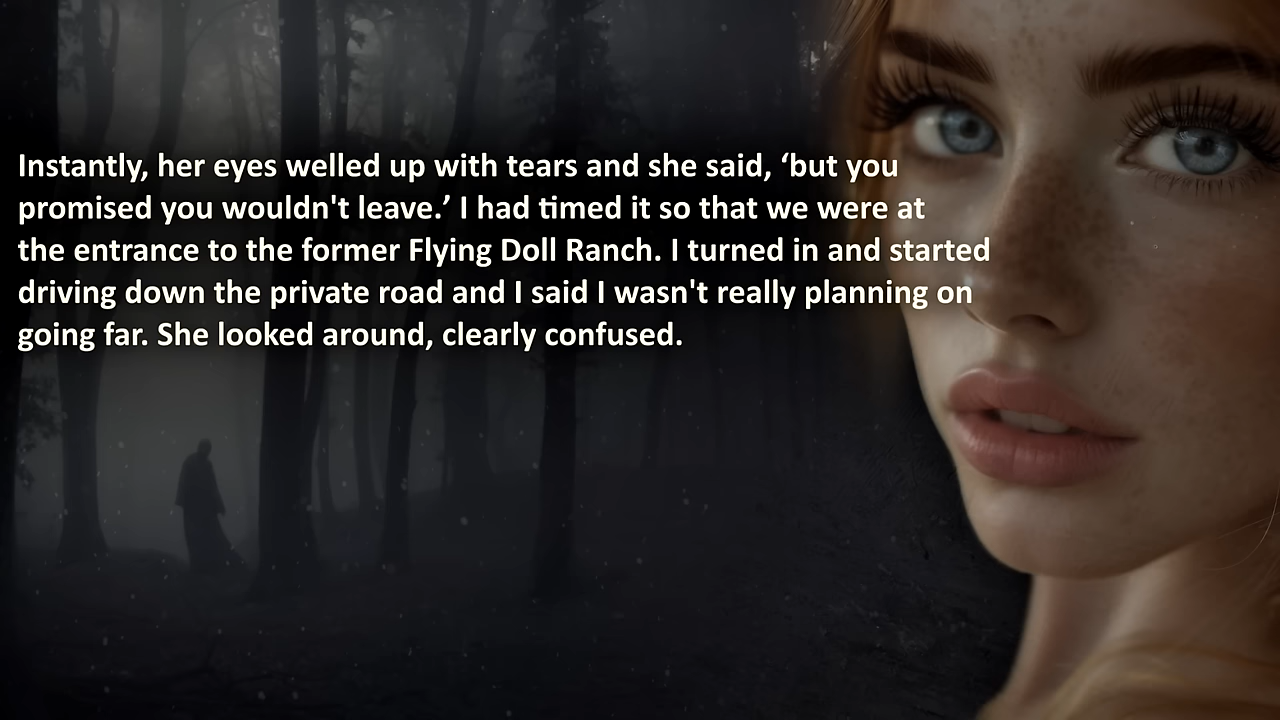 Instantly, her eyes welled up with tears and she said, ‘but you
promised you wouldn't leave.’ I had timed it so that we were at
the entrance to the former Flying Doll Ranch. I turned in and started
driving down the private road and I said I wasn't really planning on
going far. She looked around, clearly confused.